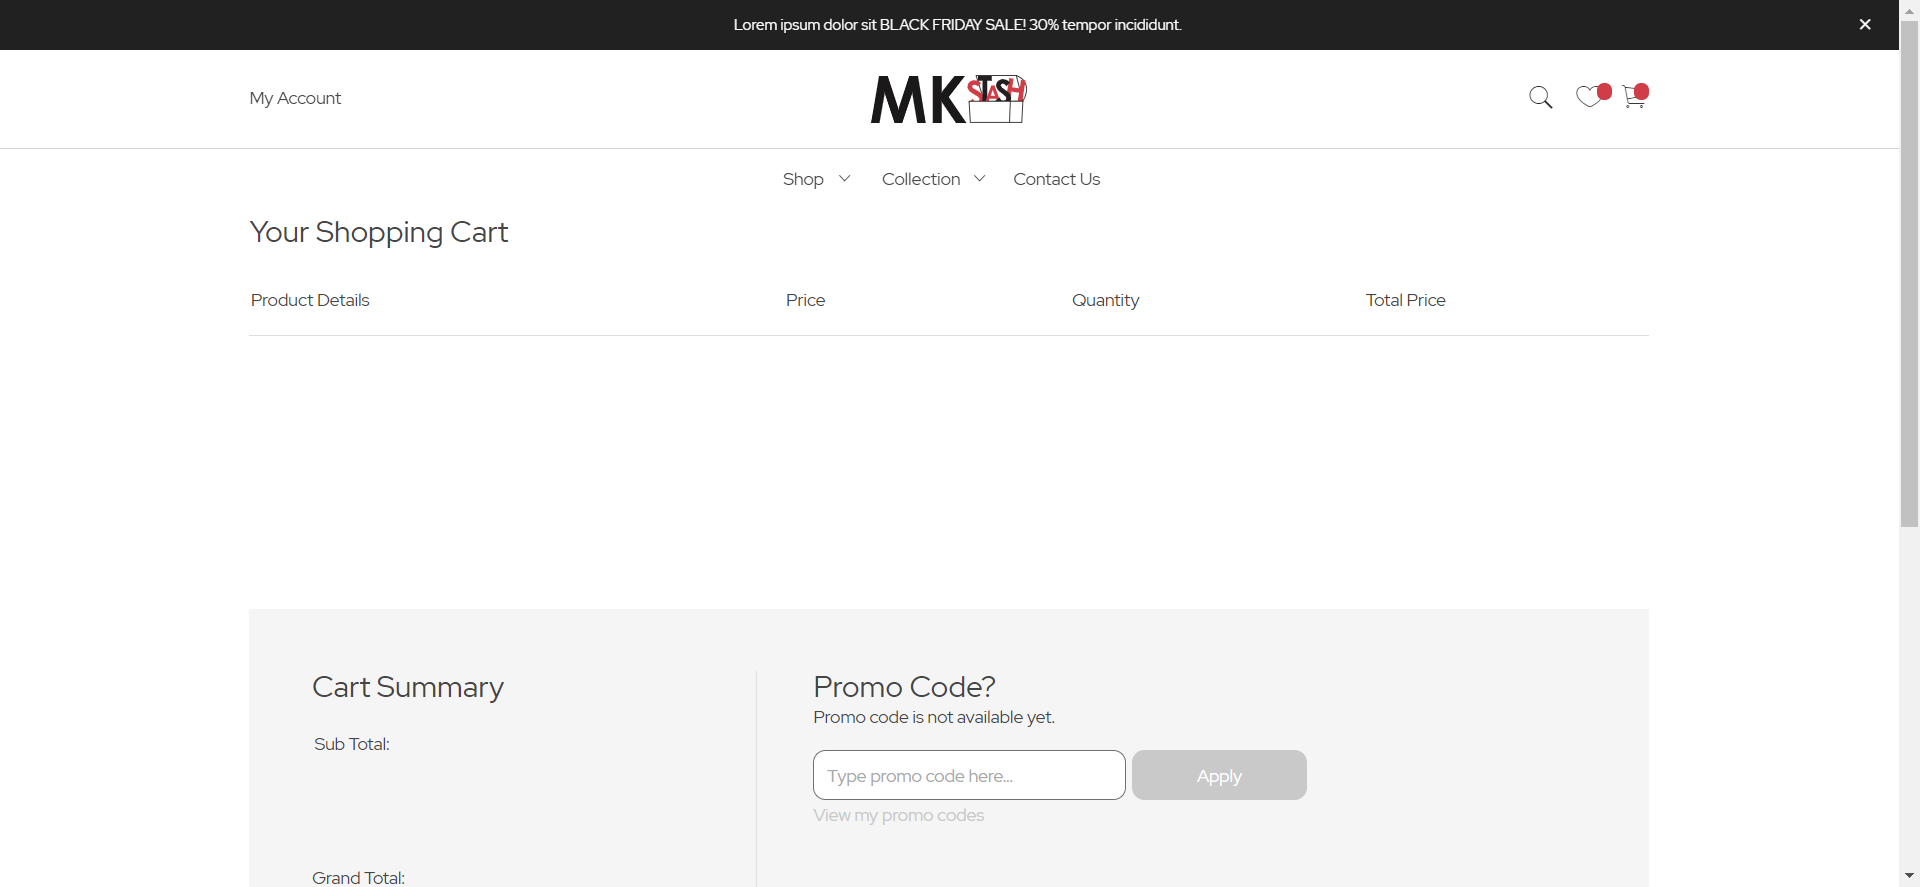 Lorem ipsum dolor sit BLACK FRIDAY SALE! 30% tempor incididunt.
My Account
MK STASH
Shop
Collection
Contact Us
Your Shopping Cart
Product Details Price Quantity Total Price
Cart Summary
Sub Total:
Grand Total:
Promo Code?
Promo code is not available yet.
Type promo code here...
Apply
View my promo codes